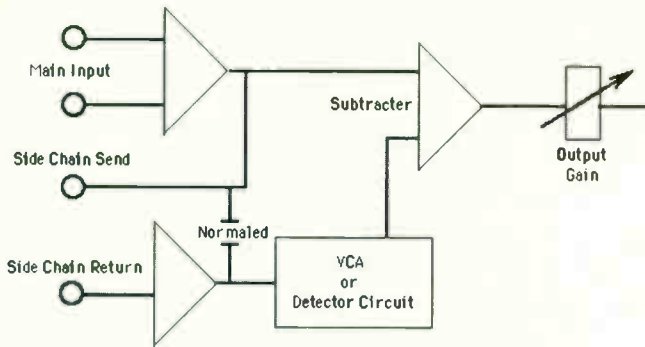 Main Input
Subtracter
Side Chain Send
Output
Gain
Normaled
Side Chain Return
VCA
or
Detector Circuit